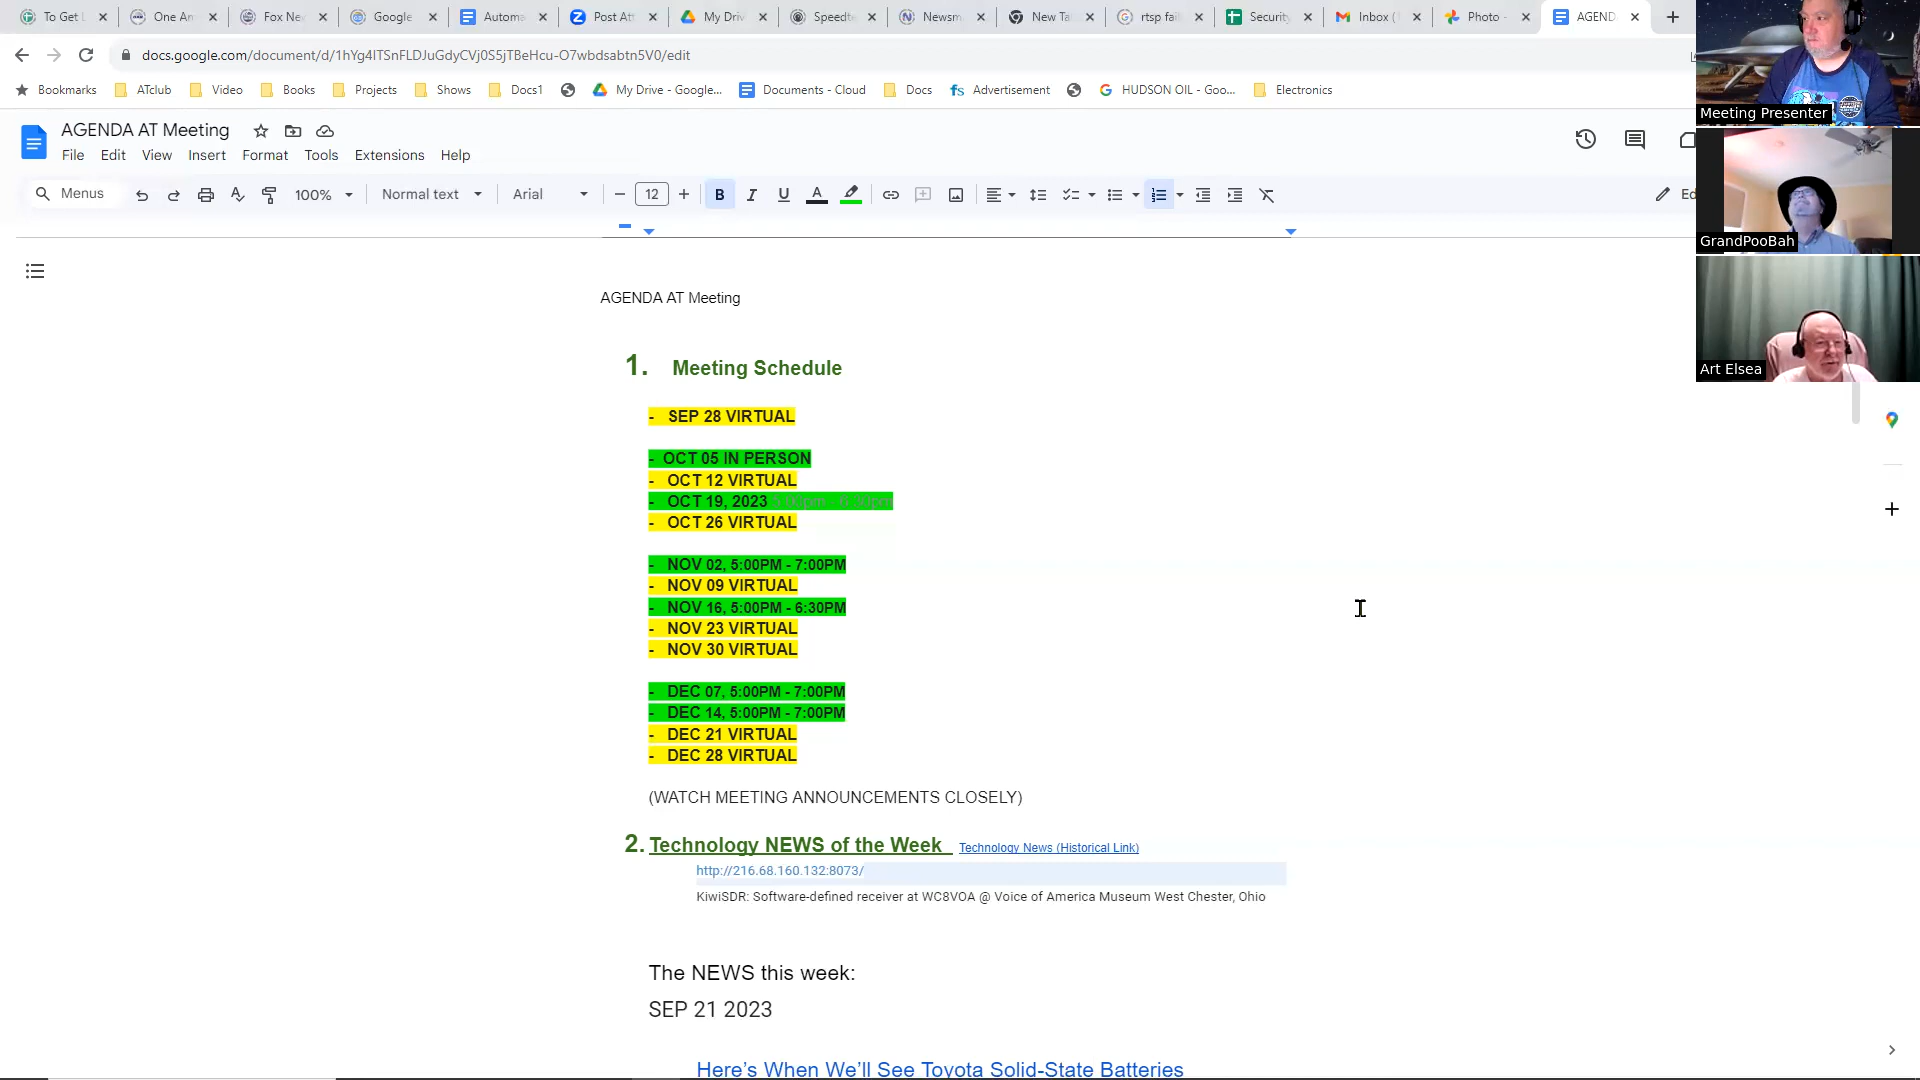 To Get
One An
Fox Ne
Google
Autom
Post At
My Driv
Speedt
Newsm
New Ta
rtsp fai
Security
Inbox (
Photo -
AGEND
docs.google.com/document/d/1hYg4ITSnFLDJuGdyCVj0S5jTBeHcu-O7wbdsabtn5V0/edit
Bookmarks ATclub Video Books Projects Shows Docs1 My Drive - Google... Documents - Cloud Docs Advertisement HUDSON OIL - Goo... Electronics
AGENDA AT Meeting
File Edit View Insert Format Tools Extensions Help
Menus 100% Normal text Arial 12 B I U A Ed
AGENDA AT Meeting
1. Meeting Schedule
- SEP 28 VIRTUAL
- OCT 05 IN PERSON
- OCT 12 VIRTUAL
- OCT 19, 2023
- OCT 26 VIRTUAL
- NOV 02, 5:00PM - 7:00PM
- NOV 09 VIRTUAL
- NOV 16, 5:00PM - 6:30PM
- NOV 23 VIRTUAL
- NOV 30 VIRTUAL
- DEC 07, 5:00PM - 7:00PM
- DEC 14, 5:00PM - 7:00PM
- DEC 21 VIRTUAL
- DEC 28 VIRTUAL
(WATCH MEETING ANNOUNCEMENTS CLOSELY)
2. Technology NEWS of the Week Technology News (Historical Link)
http://216.68.160.132:8073/
KiwiSDR: Software-defined receiver at WC8VOA @ Voice of America Museum West Chester, Ohio
The NEWS this week:
SEP 21 2023
Here's When We'll See Toyota Solid-State Batteries
Meeting Presenter
GrandPooBah
Art Elsea